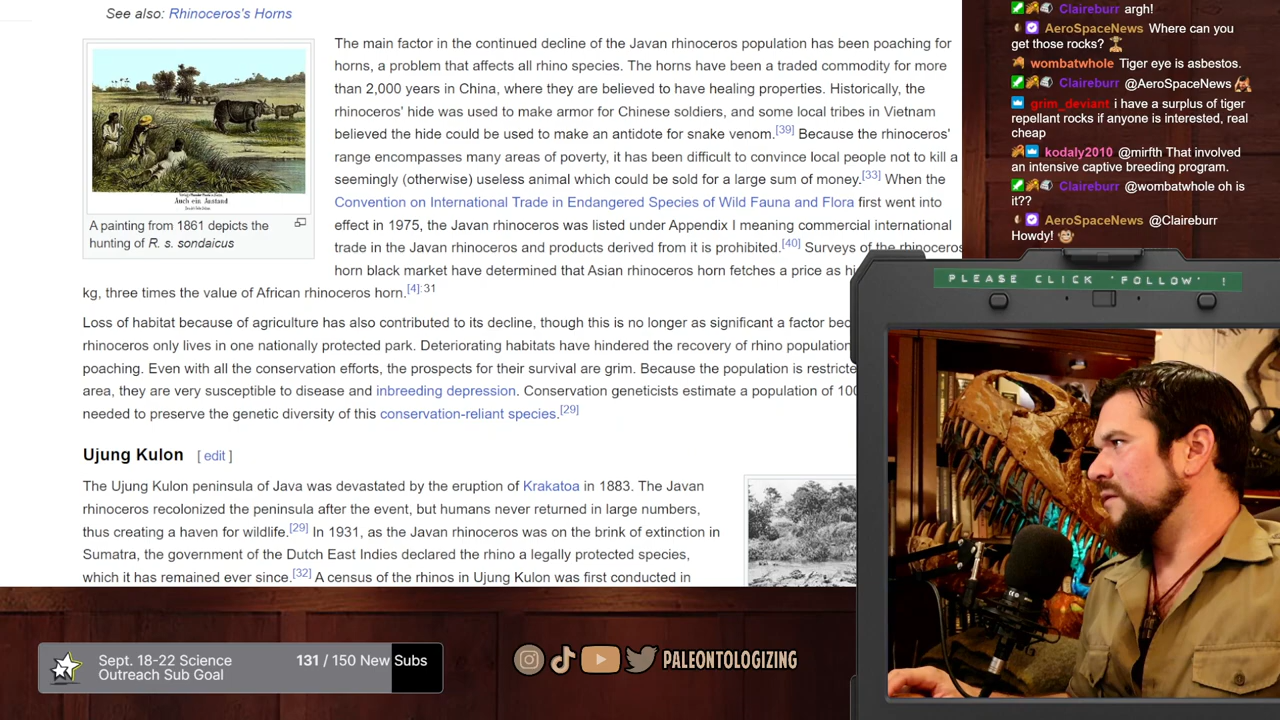 See also: Rhinoceros's Horns
The main factor in the continued decline of the Javan rhinoceros population has been poaching for
horns, a problem that affects all rhino species. The horns have been a traded commodity for more
than 2,000 years in China, where they are believed to have healing properties. Historically, the
rhinoceros' hide was used to make armor for Chinese soldiers, and some local tribes in Vietnam
believed the hide could be used to make an antidote for snake venom.[39] Because the rhinoceros'
range encompasses many areas of poverty, it has been difficult to convince local people not to kill a
seemingly (otherwise) useless animal which could be sold for a large sum of money.[33] When the
Convention on International Trade in Endangered Species of Wild Fauna and Flora first went into
effect in 1975, the Javan rhinoceros was listed under Appendix I meaning commercial international
trade in the Javan rhinoceros and products derived from it is prohibited.[40] Surveys of the rhinoceros
horn black market have determined that Asian rhinoceros horn fetches a price as
kg, three times the value of African rhinoceros horn.[4]:31
Auch ein Anstand
A painting from 1861 depicts the
hunting of R. s. sondaicus
Loss of habitat because of agriculture has also contributed to its decline, though this is no longer as significant a factor
rhinoceros only lives in one nationally protected park. Deteriorating habitats have hindered the recovery of rhino
poaching. Even with all the conservation efforts, the prospects for their survival are grim. Because the population is
area, they are very susceptible to disease and inbreeding depression. Conservation geneticists estimate a population of
needed to preserve the genetic diversity of this conservation-reliant species.[29]
Ujung Kulon [ edit ]
The Ujung Kulon peninsula of Java was devastated by the eruption of Krakatoa in 1883. The Javan
rhinoceros recolonized the peninsula after the event, but humans never returned in large numbers,
thus creating a haven for wildlife.[29] In 1931, as the Javan rhinoceros was on the brink of extinction in
Sumatra, the government of the Dutch East Indies declared the rhino a legally protected species,
which it has remained ever since.[32] A census of the rhinos in Ujung Kulon was first conducted in
Claireburr argh!
AeroSpaceNews Where can you
get those rocks?
wombatwhole Tiger eye is asbestos.
Claireburr @AeroSpaceNews
grim_deviant i have a surplus of tiger
repellant rocks if anyone is interested, real
cheap
kodaly2010 @mirfth That involved
an intensive captive breeding program.
Claireburr @wombatwhole oh is
it??
AeroSpaceNews @Claireburr
Howdy!
PLEASE CLICK 'FOLLOW' !
Sept. 18-22 Science
Outreach Sub Goal
131 / 150 New Subs
PALEONTOLOGIZING